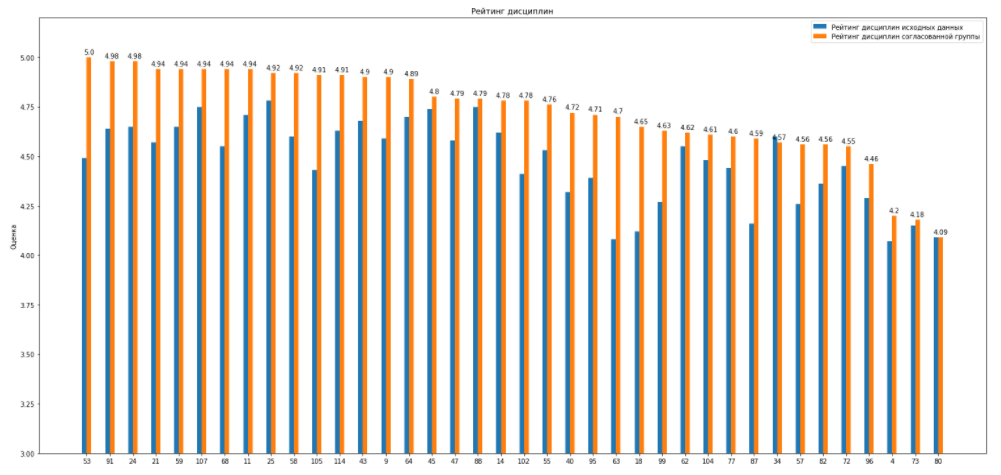 Рейтинг дисциплин
Рейтинг дисциплин исходных данных
Рейтинг дисциплин согласованной группы
5.0 4.98 4.98 4.94 4.94 4.94 4.94 4.94 4.92 4.92 4.91 4.91 4.9 4.9 4.89 4.8 4.79 4.79 4.78 4.78 4.76 4.72 4.71 4.7 4.65 4.63 4.62 4.61 4.6 4.59 4.57 4.56 4.56 4.55 4.46 4.2 4.18 4.09
Оценка
5.00
4.75
4.50
4.25
4.00
3.75
3.50
3.25
3.00
53 91 24 21 59 107 68 11 25 58 105 114 43 9 64 45 47 88 14 102 55 40 95 63 18 99 62 104 77 87 34 57 82 72 96 4 73 80